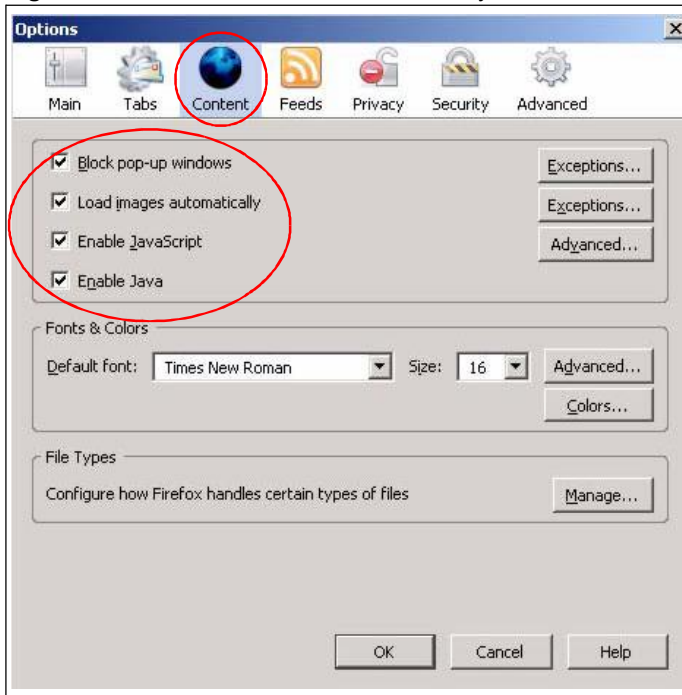 Options
Main Tabs Content Feeds Privacy Security Advanced
Block pop-up windows Exceptions...
Load images automatically Exceptions...
Enable JavaScript Advanced...
Enable Java
Fonts & Colors
Default font: Times New Roman Size: 16 Advanced...
Colors...
File Types
Configure how Firefox handles certain types of files Manage...
OK Cancel Help